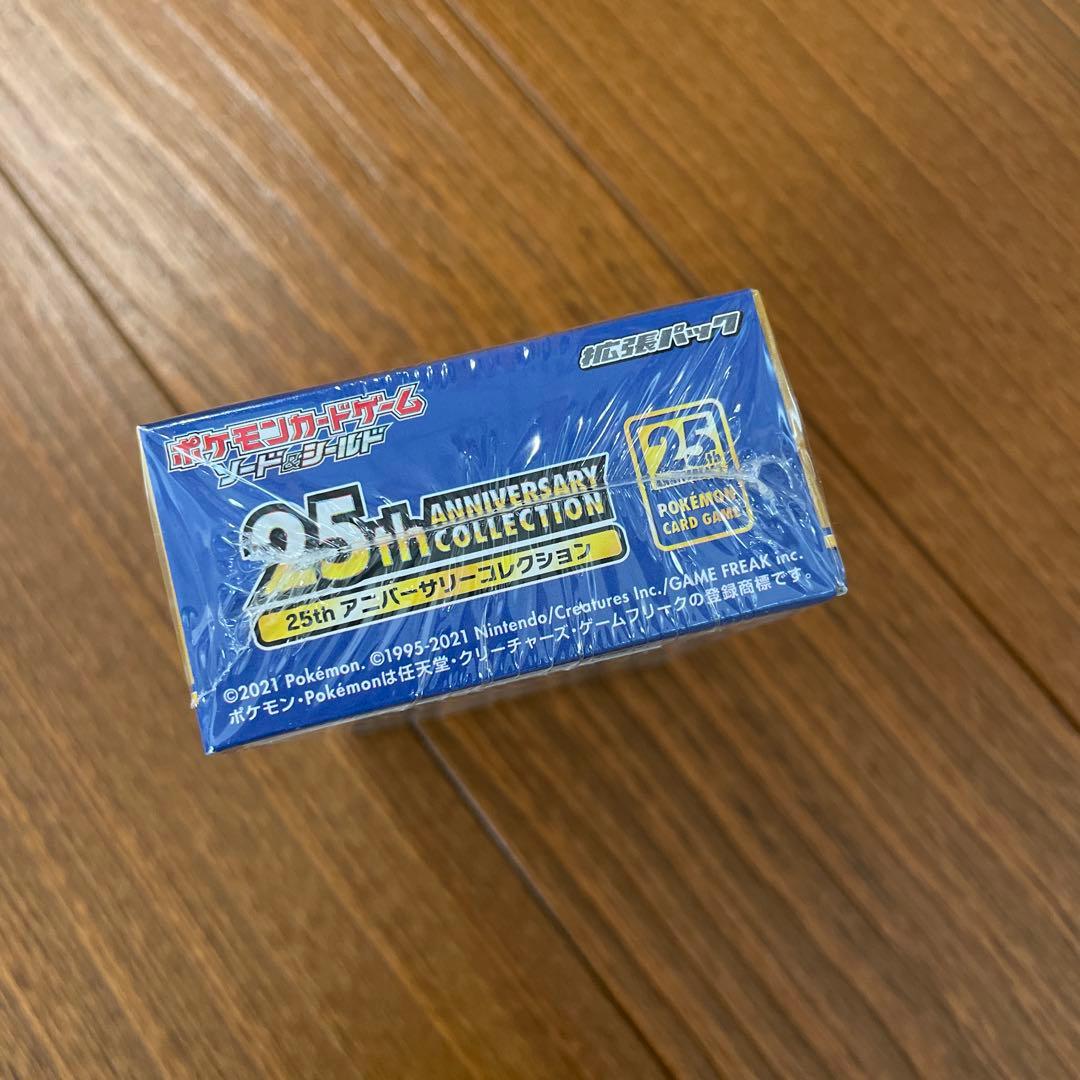 拡張パック
ポケモンカードゲーム
ソード&シールド
25th ANNIVERSARY
COLLECTION
25th アニバーサリーコレクション
25th
ANNIVERSARY
POKÉMON
CARD GAME
©2021 Pokémon. ©1995-2021 Nintendo/Creatures Inc./GAME FREAK inc.
ポケモン・Pokémonは任天堂・クリーチャーズ・ゲームフリークの登録商標です。